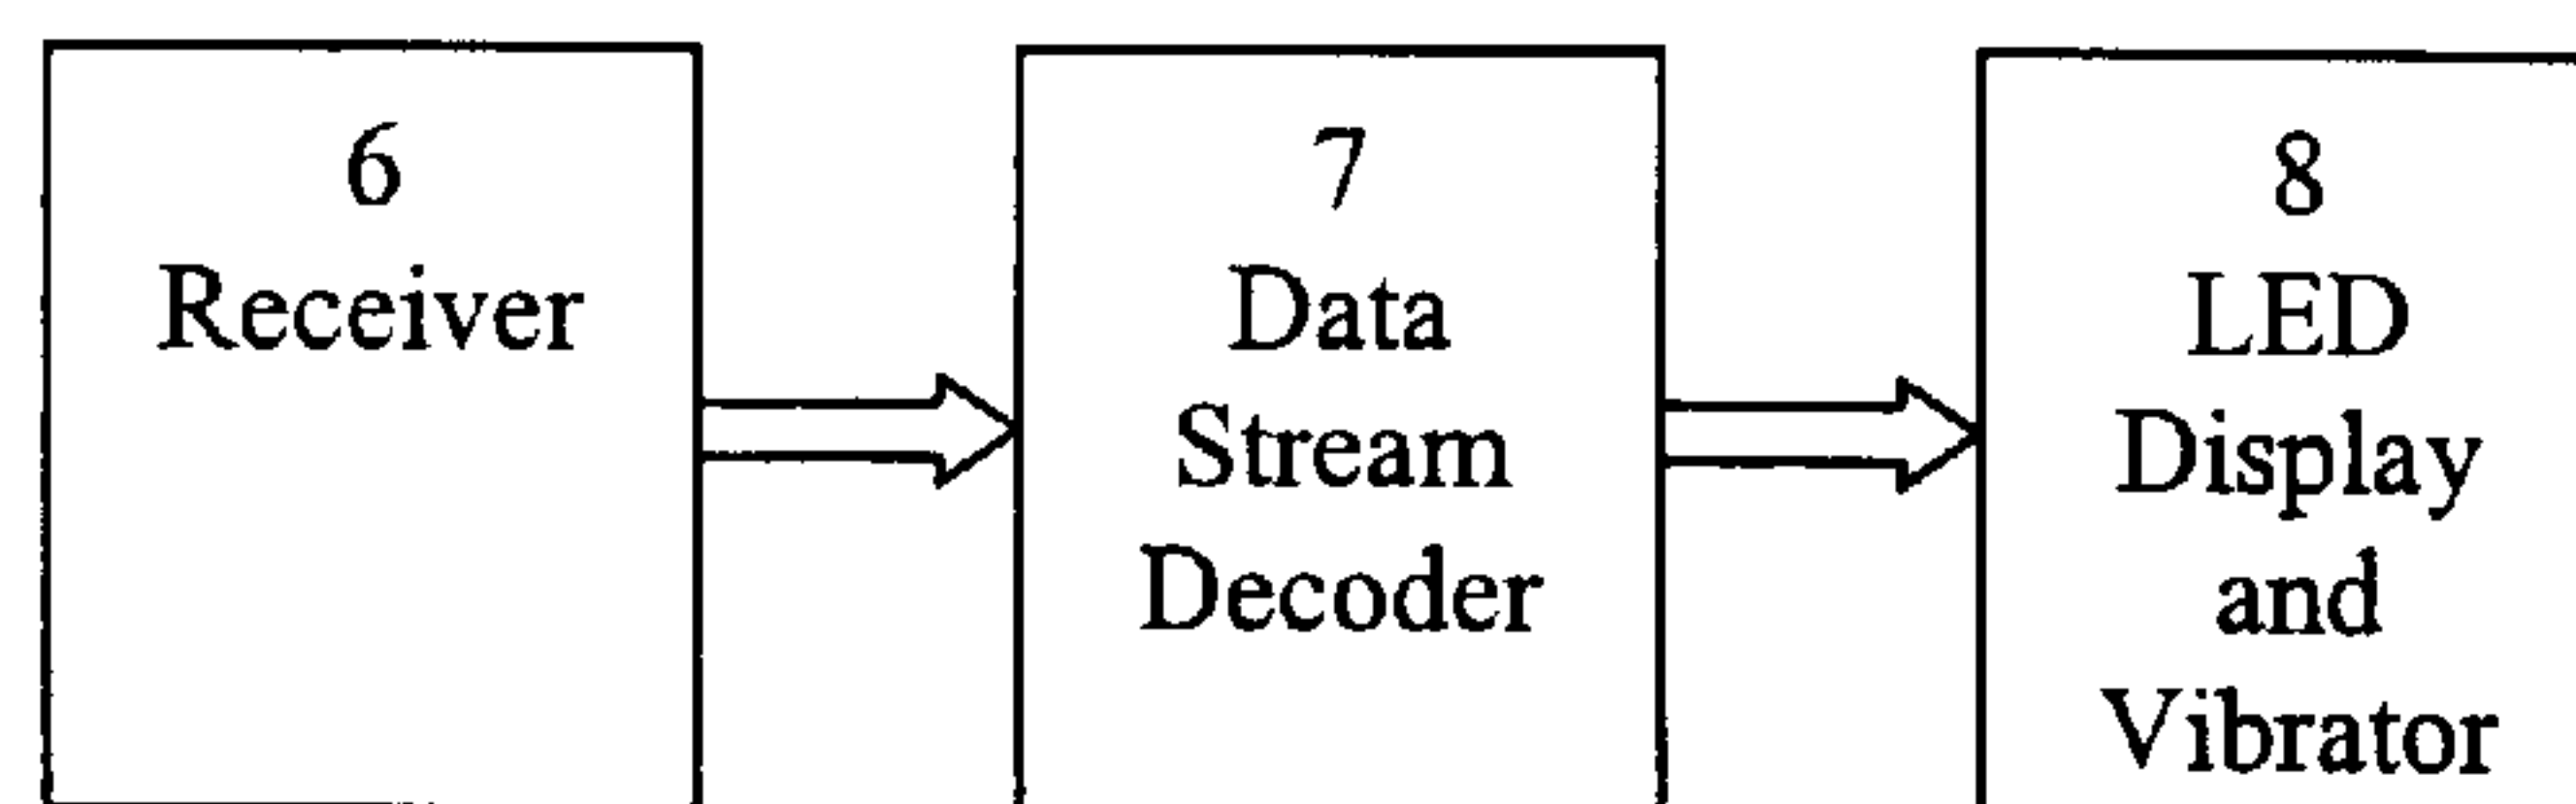 6
Receiver
7
Data
Stream
Decoder
8
LED
Display
and
Vibrator